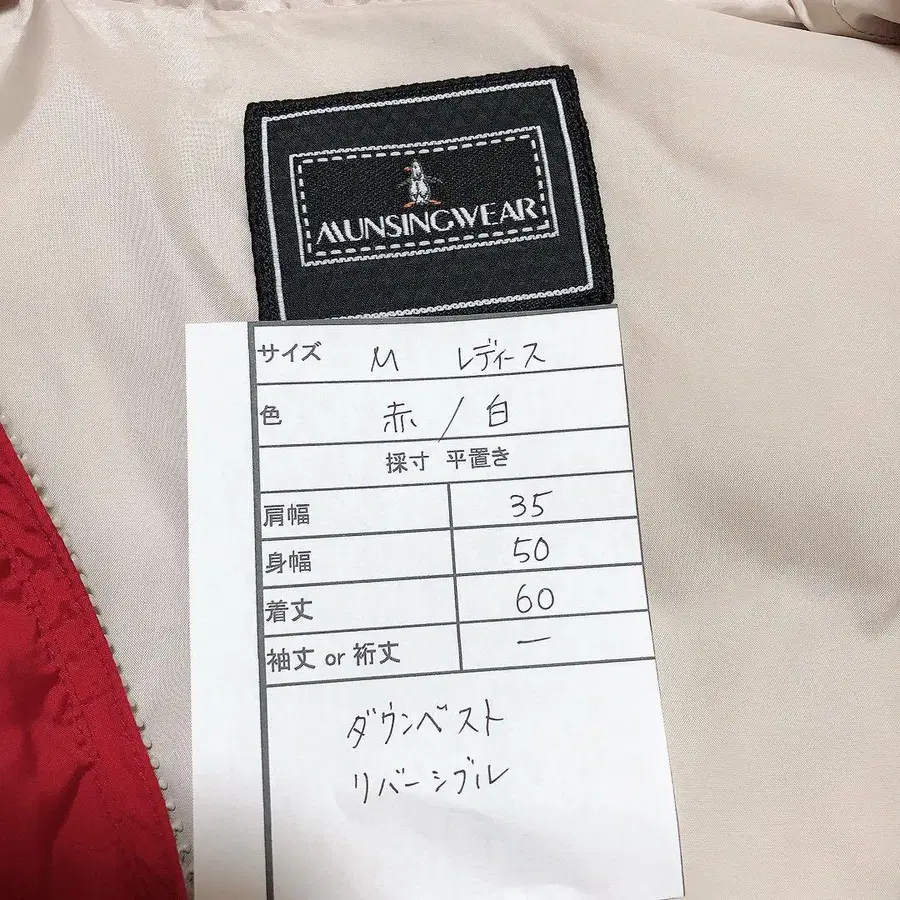 MUNSINGWEAR
サイズ M レディース
色 赤/白
採寸 平置き
肩幅 35
身幅 50
着丈 60
袖丈 or 裄丈 ー
ダウンベスト
リバーシブル